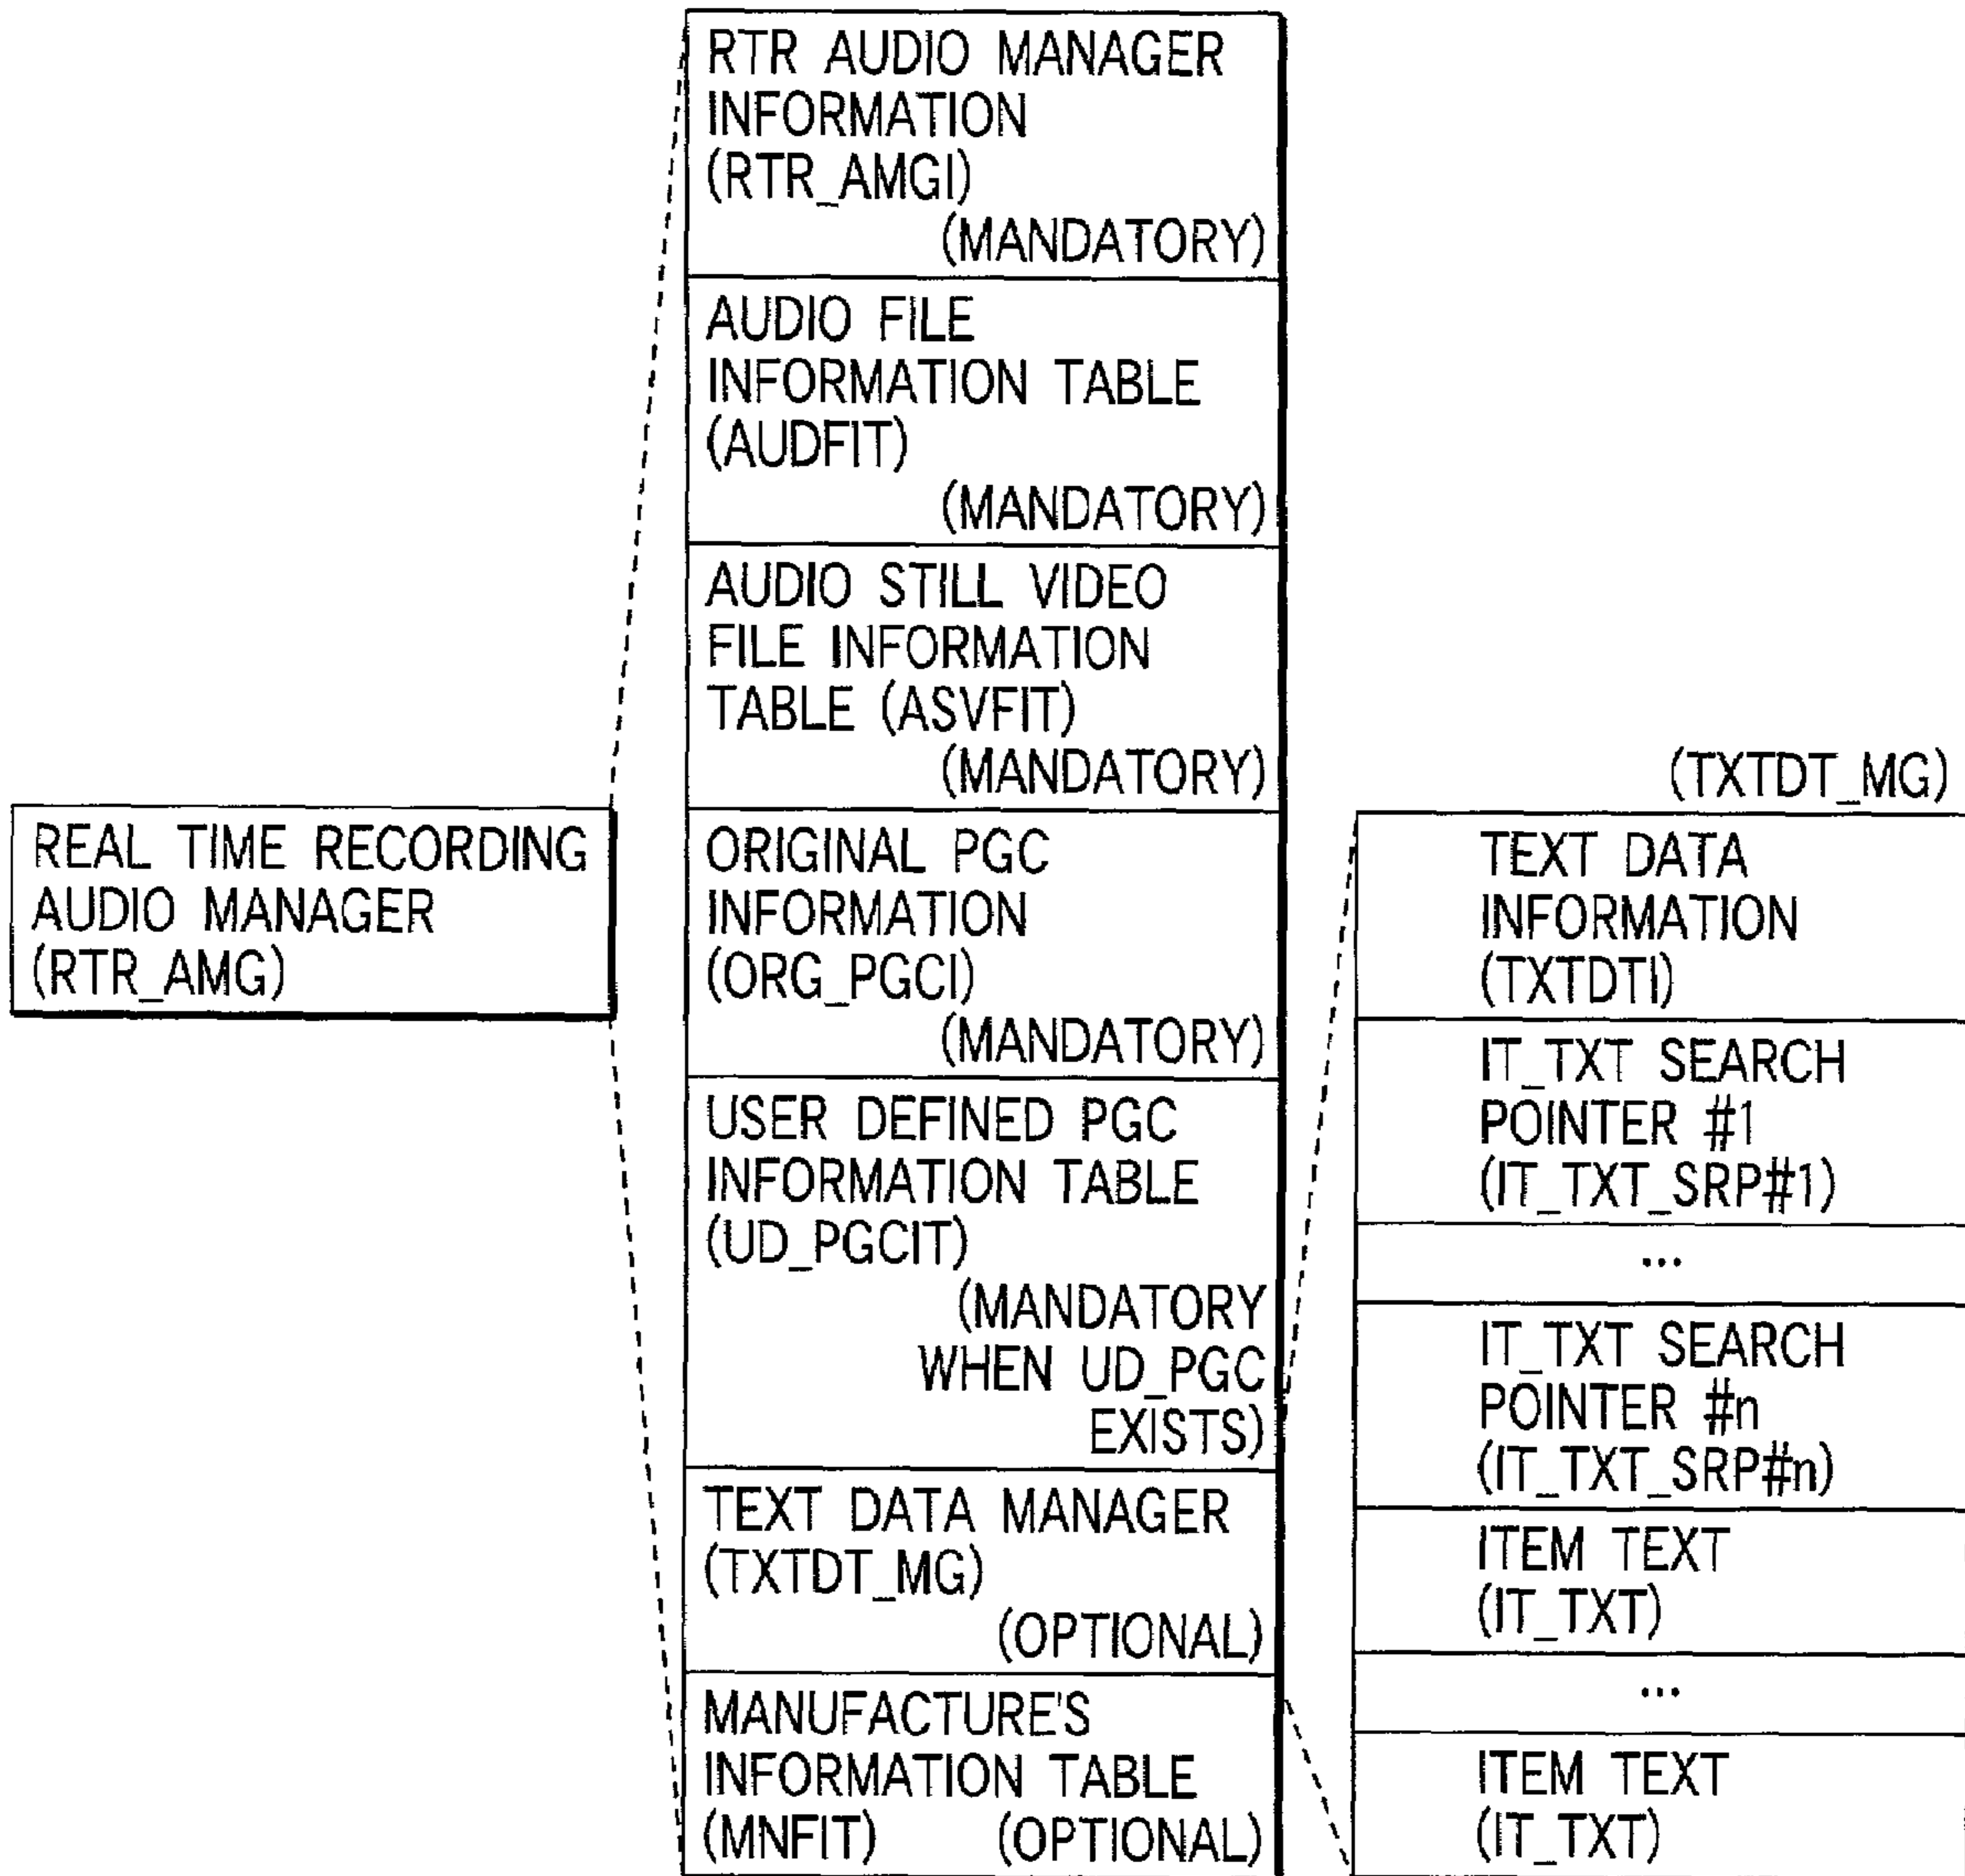 REAL TIME RECORDING
AUDIO MANAGER
(RTR_AMG)
RTR AUDIO MANAGER
INFORMATION
(RTR_AMGI)
(MANDATORY)
AUDIO FILE
INFORMATION TABLE
(AUDFIT)
(MANDATORY)
AUDIO STILL VIDEO
FILE INFORMATION
TABLE (ASVFIT)
(MANDATORY)
ORIGINAL PGC
INFORMATION
(ORG_PGCI)
(MANDATORY)
USER DEFINED PGC
INFORMATION TABLE
(UD_PGCIT)
(MANDATORY
WHEN UD_PGC
EXISTS)
TEXT DATA MANAGER
(TXTDT_MG)
(OPTIONAL)
MANUFACTURE'S
INFORMATION TABLE
(MNFIT) (OPTIONAL)
(TXTDT_MG)
TEXT DATA
INFORMATION
(TXTDTI)
IT_TXT SEARCH
POINTER #1
(IT_TXT_SRP#1)
...
IT_TXT SEARCH
POINTER #n
(IT_TXT_SRP#n)
ITEM TEXT
(IT_TXT)
...
ITEM TEXT
(IT_TXT)